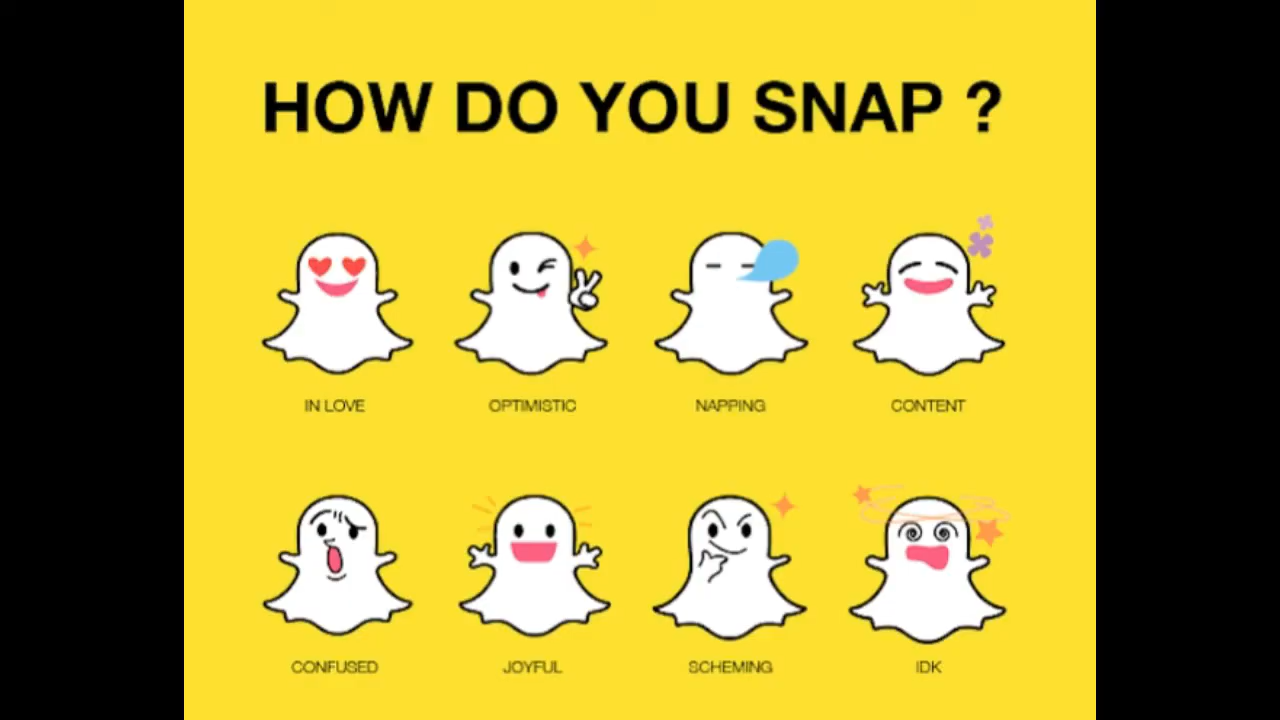 HOW DO YOU SNAP ?
IN LOVE
OPTIMISTIC
NAPPING
CONTENT
CONFUSED
JOYFUL
SCHEMING
IDK